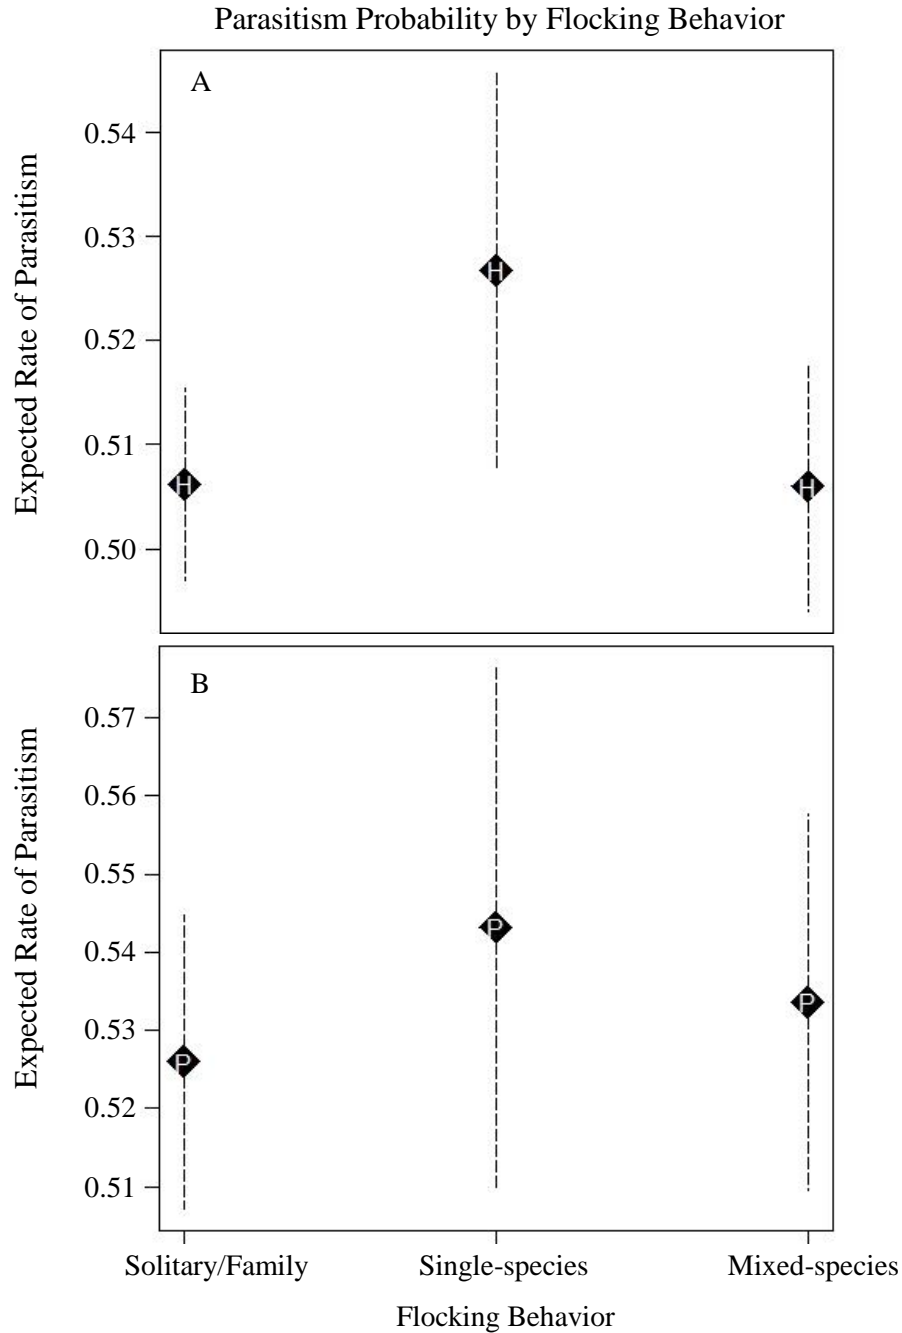 Parasitism Probability by Flocking Behavior
A
Expected Rate of Parasitism
0.54
0.53
0.52
0.51
0.50
H
H
H
B
Expected Rate of Parasitism
0.57
0.56
0.55
0.54
0.53
0.52
0.51
P
P
P
Solitary/Family Single-species Mixed-species
Flocking Behavior